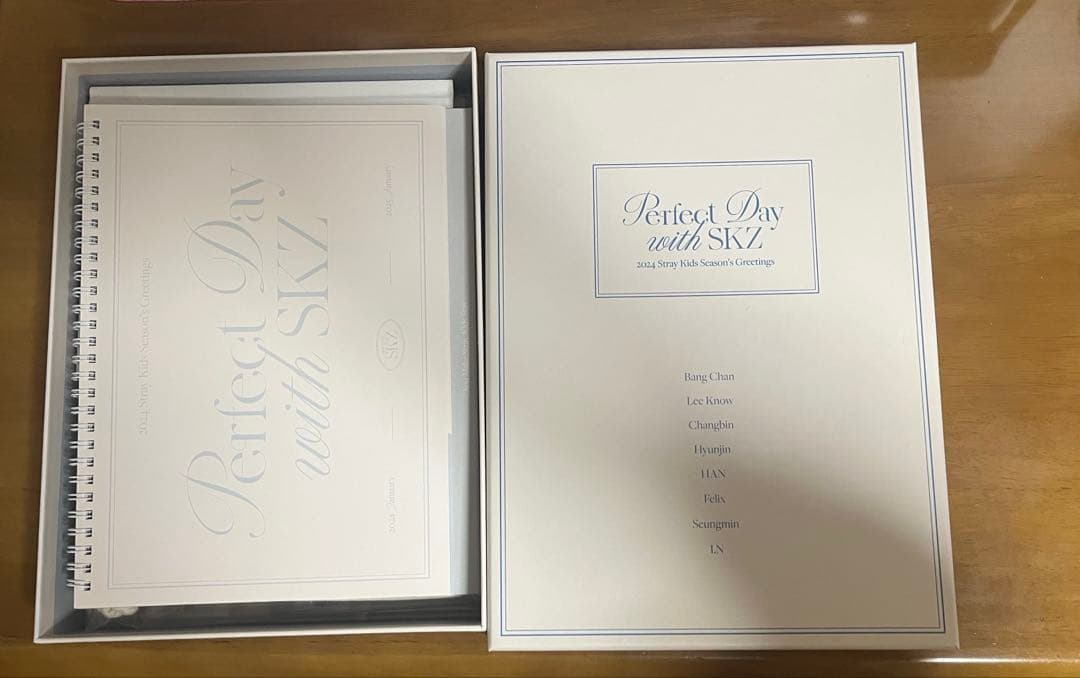 2024 Stray Kids Season's Greetings
Perfect Day
with SKZ
2024 January
SKZ
2025 January
Perfect Day
with SKZ
2024 Stray Kids Season's Greetings
Bang Chan
Lee Know
Changbin
Hyunjin
HAN
Felix
Seungmin
I.N